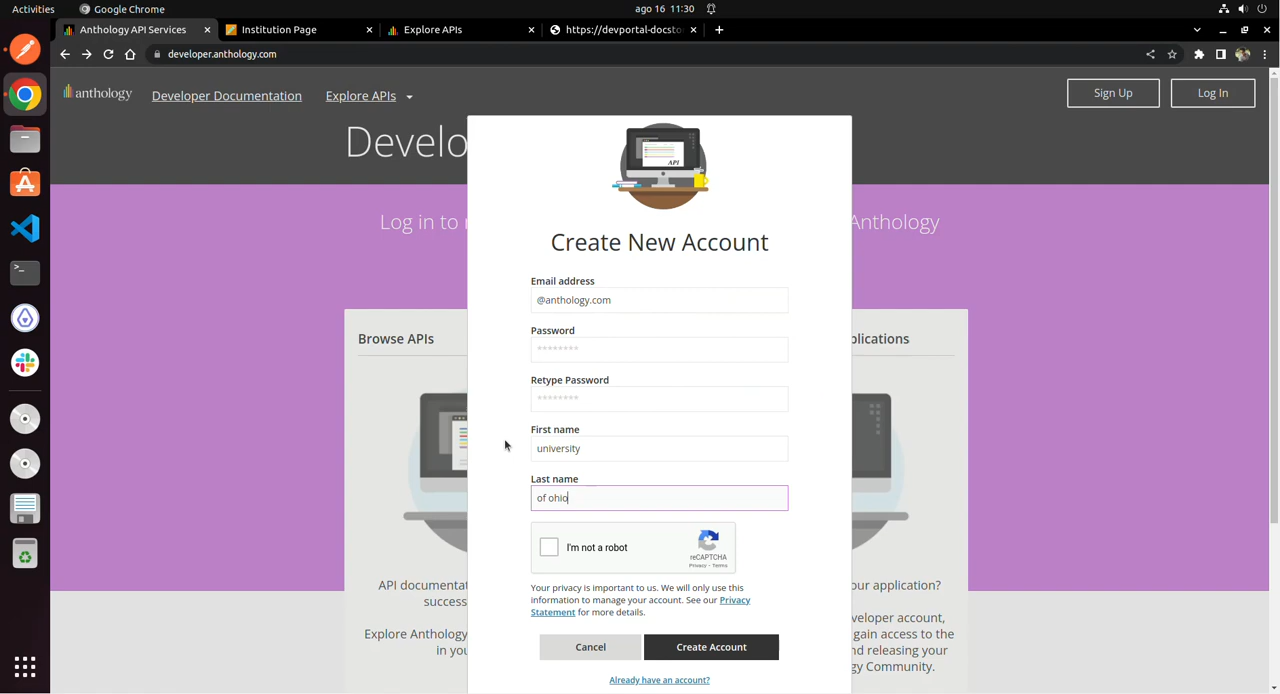 Activities
Google Chrome
ago 16 11:30
Anthology API Services
Institution Page
Explore APIs
https://devportal-docsto
developer.anthology.com
anthology
Developer Documentation
Explore APIs
Sign Up
Log In
Develo
API
Log in to
Anthology
Create New Account
Email address
@anthology.com
Password
********
Retype Password
********
First name
university
Last name
of ohio
I'm not a robot
reCAPTCHA
Privacy - Terms
Your privacy is important to us. We will only use this
information to manage your account. See our Privacy
Statement for more details.
Cancel
Create Account
Already have an account?
Browse APIs
API documentat
success
Explore Anthology
in you
plications
our application?
veloper account,
gain access to the
nd releasing your
gy Community.